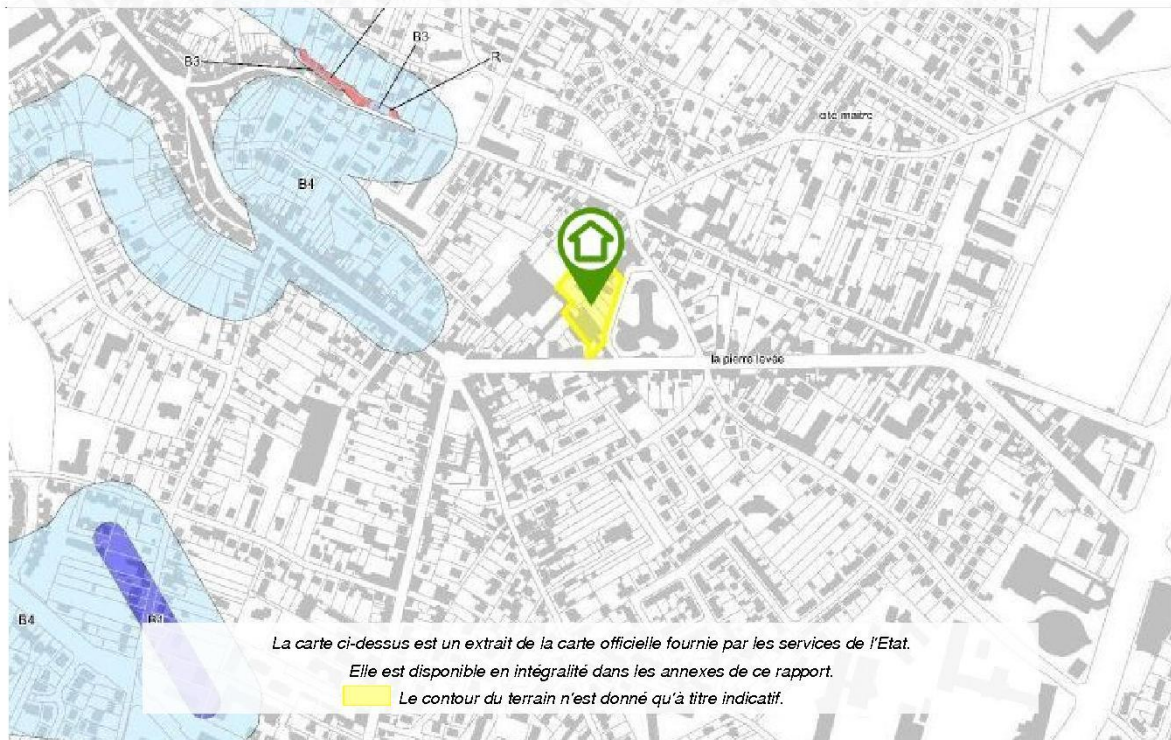 B3
B3
R
ote maitre
B4
la pierre levée
B4
B1
La carte ci-dessus est un extrait de la carte officielle fournie par les services de l'Etat.
Elle est disponible en intégralité dans les annexes de ce rapport.
Le contour du terrain n'est donné qu'à titre indicatif.